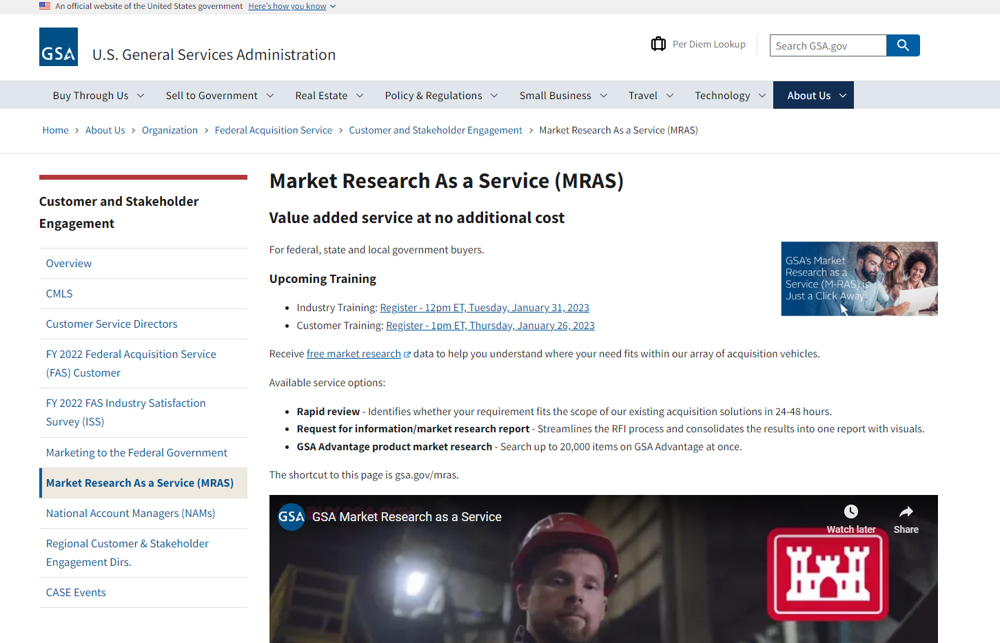 An official website of the United States government Here's how you know
GSA
U.S. General Services Administration
Per Diem Lookup
Search GSA.gov
Buy Through Us
Sell to Government
Real Estate
Policy & Regulations
Small Business
Travel
Technology
About Us
Home > About Us > Organization > Federal Acquisition Service > Customer and Stakeholder Engagement > Market Research As a Service (MRAS)
Customer and Stakeholder
Engagement
Overview
CMLS
Customer Service Directors
FY 2022 Federal Acquisition Service
(FAS) Customer
FY 2022 FAS Industry Satisfaction
Survey (ISS)
Marketing to the Federal Government
Market Research As a Service (MRAS)
National Account Managers (NAMs)
Regional Customer & Stakeholder
Engagement Dirs.
CASE Events
Market Research As a Service (MRAS)
Value added service at no additional cost
For federal, state and local government buyers.
GSA's Market
Research as a
Service (M-RAS) is
Just a Click Away.
Upcoming Training
• Industry Training: Register - 12pm ET, Tuesday, January 31, 2023
• Customer Training: Register - 1pm ET, Thursday, January 26, 2023
Receive free market research data to help you understand where your need fits within our array of acquisition vehicles.
Available service options:
• Rapid review - Identifies whether your requirement fits the scope of our existing acquisition solutions in 24-48 hours.
• Request for information/market research report - Streamlines the RFI process and consolidates the results into one report with visuals.
• GSA Advantage product market research - Search up to 20,000 items on GSA Advantage at once.
The shortcut to this page is gsa.gov/mras.
GSA
GSA Market Research as a Service
Watch later
Share